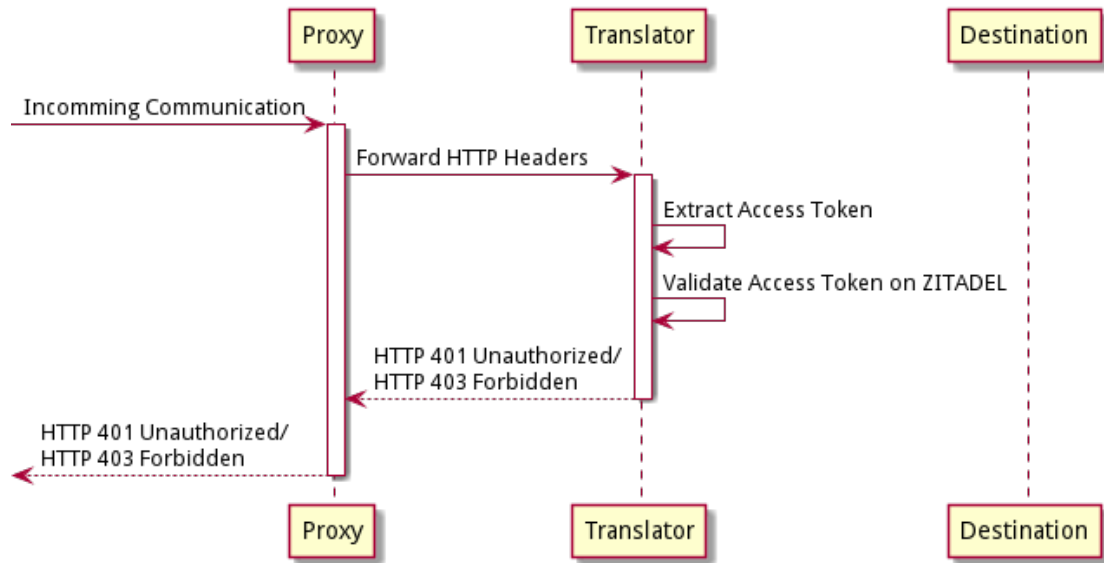 Proxy
Translator
Destination
Incomming Communication
Forward HTTP Headers
Extract Access Token
Validate Access Token on ZITADEL
HTTP 401 Unauthorized/
HTTP 403 Forbidden
HTTP 401 Unauthorized/
HTTP 403 Forbidden
Proxy
Translator
Destination